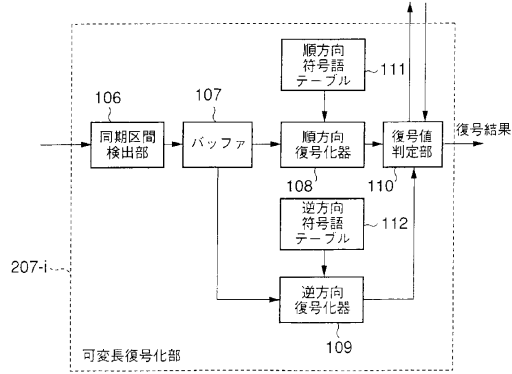 順方向
符号語
テーブル
111
106
107
同期区間
検出部
バッファ
順方向
復号化器
108
復号値
判定部
110
復号結果
逆方向
符号語
テーブル
112
207-i
逆方向
復号化器
109
可変長復号化部